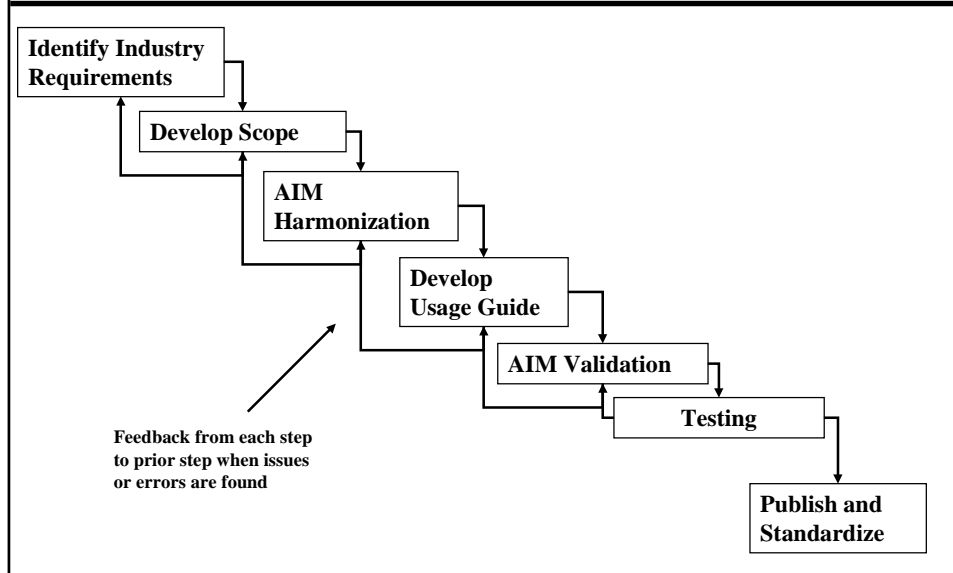 Identify Industry
Requirements
Develop Scope
AIM
Harmonization
Develop
Usage Guide
AIM Validation
Testing
Feedback from each step
to prior step when issues
or errors are found
Publish and
Standardize